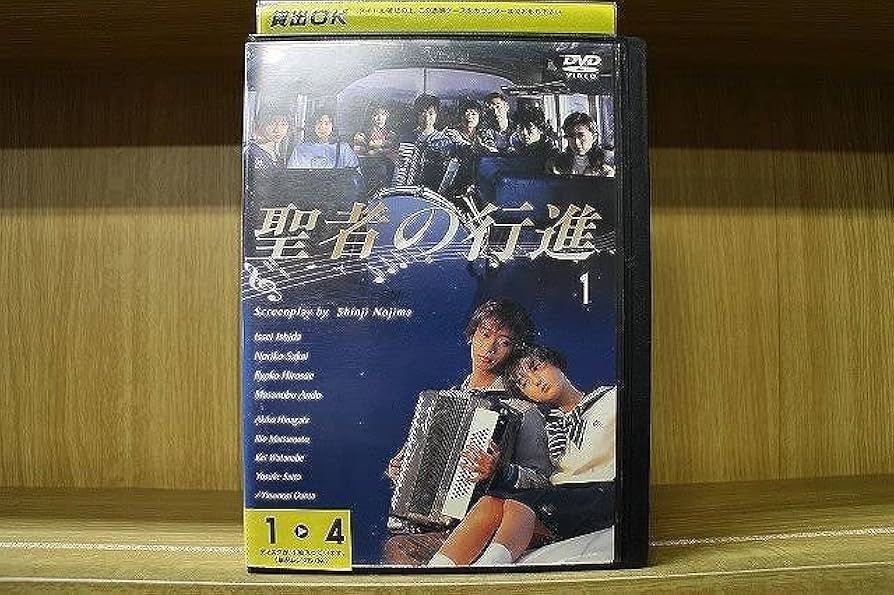 貸出OK
DVD
VIDEO
聖者の行進
1
Screenplay by Shinji Nojima
Issei Ishida
Noriko Sakai
Ryoko Hirosue
Masanobu Ando
Akiko Hinagata
Rio Matsumoto
Kei Watanabe
Yosuke Saito
1 4